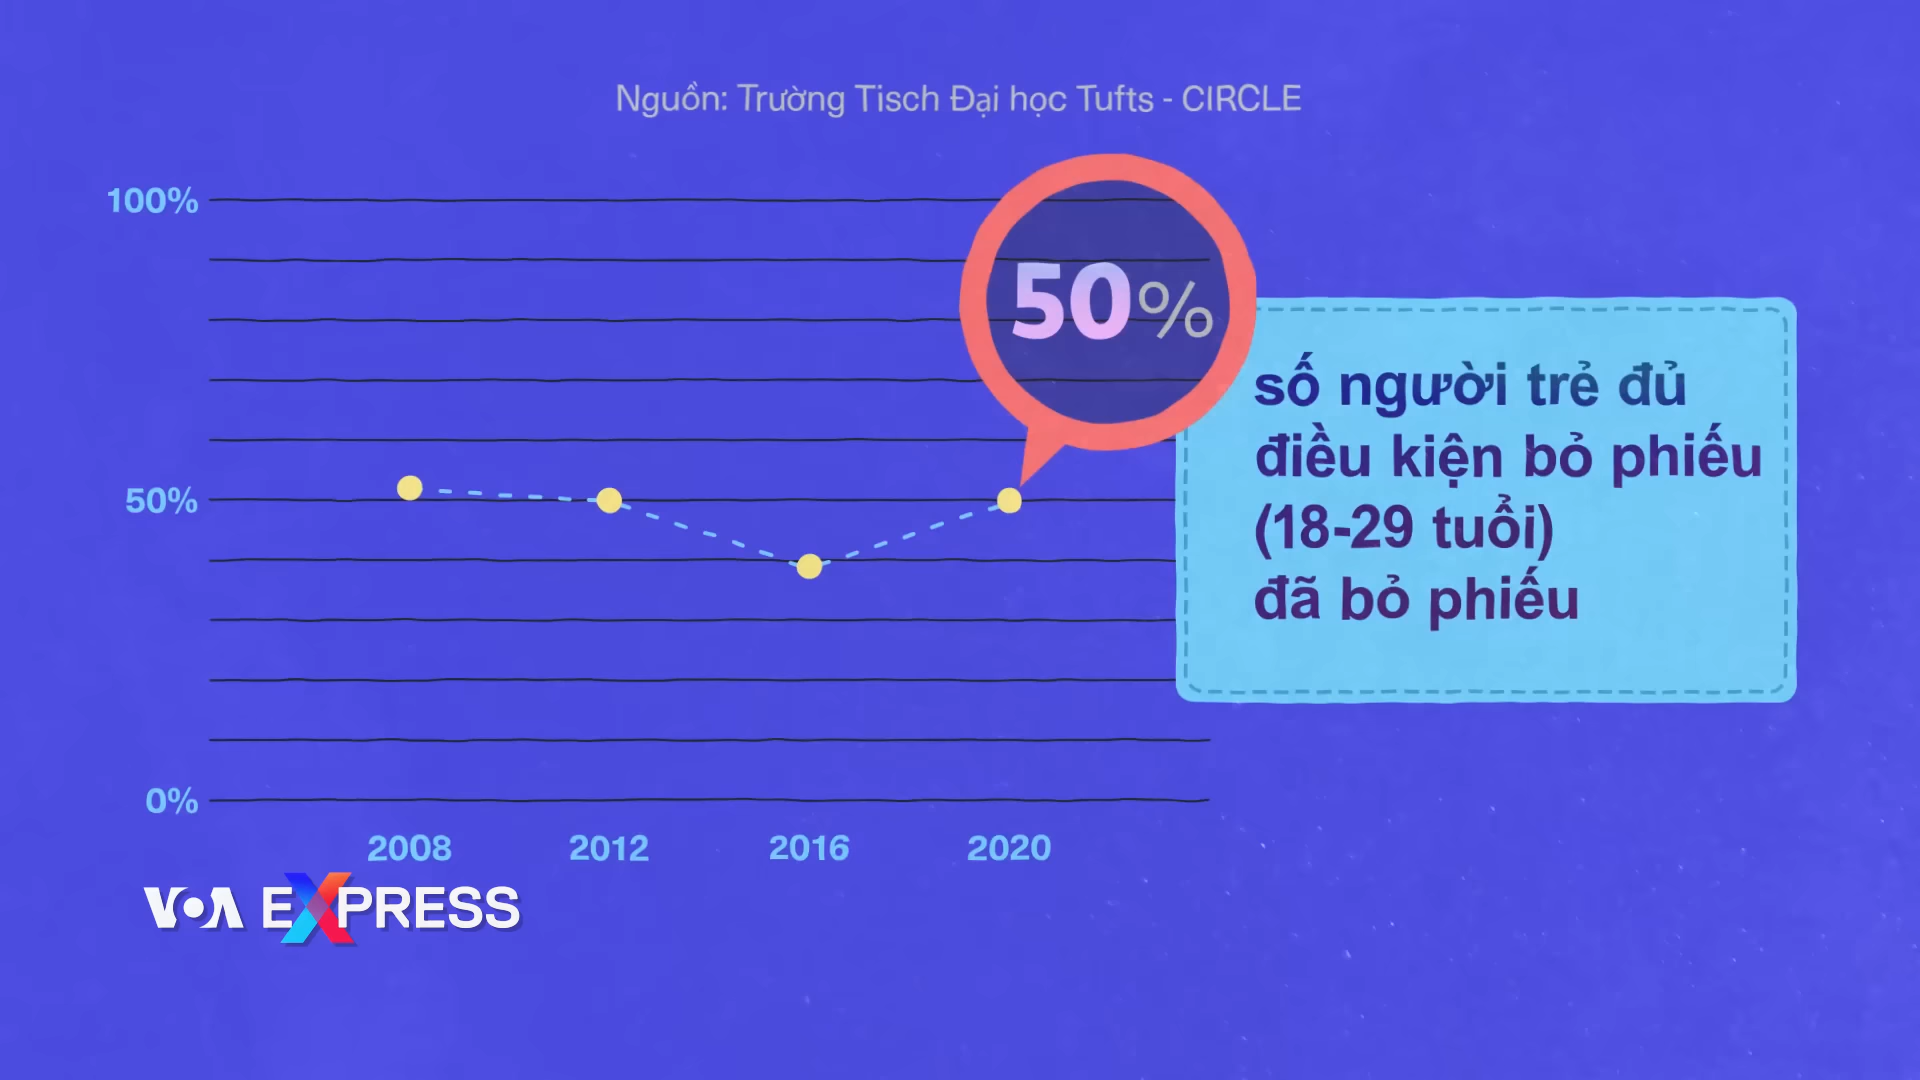 Nguồn: Trường Tisch Đại học Tufts - CIRCLE
100%
50%
0%
50%
số người trẻ đủ
điều kiện bỏ phiếu
(18-29 tuổi)
đã bỏ phiếu
2008 2012 2016 2020
VOA EXPRESS